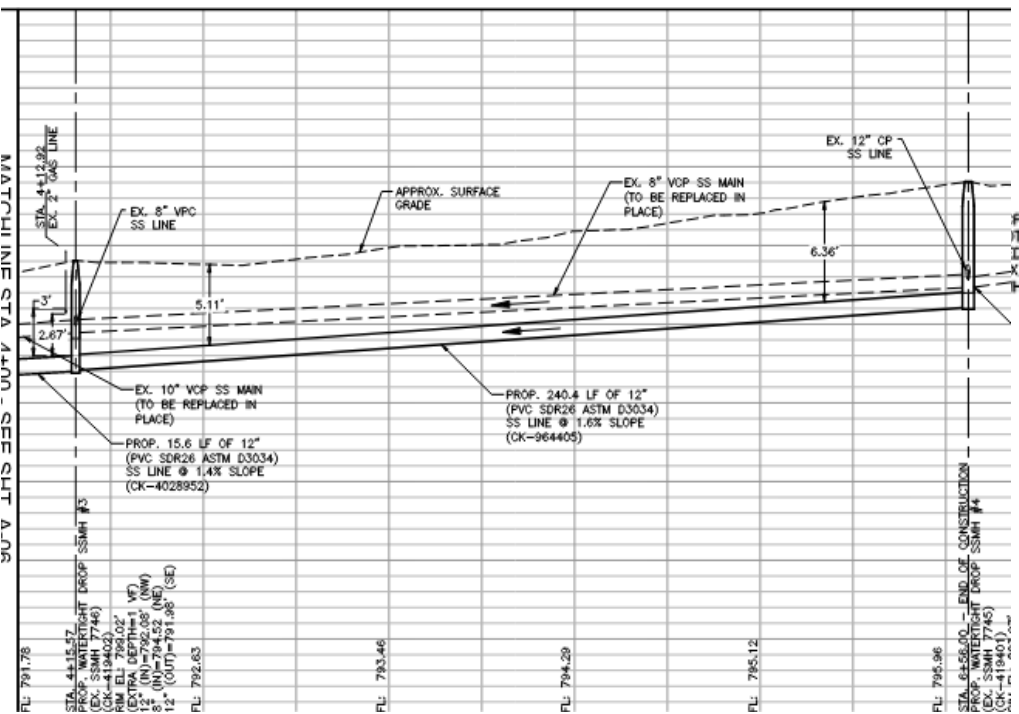 MATCHLINE STA. 4+00 - SEE SHT A-06
STA. 4+12.92
EX. 2" GAS LINE
EX. 8" VPC
SS LINE
APPROX. SURFACE
GRADE
EX. 8" VCP SS MAIN
(TO BE REPLACED IN
PLACE)
EX. 12" CP
SS LINE
3'
2.67'
5.11'
6.36'
EX. 10" VCP SS MAIN
(TO BE REPLACED IN
PLACE)
PROP. 15.6 LF OF 12"
(PVC SDR26 ASTM D3034)
SS LINE @ 1.4% SLOPE
(CK-4028952)
PROP. 240.4 LF OF 12"
(PVC SDR26 ASTM D3034)
SS LINE @ 1.6% SLOPE
(CK-964405)
FL: 791.78
STA. 4+15.57
PROP. WATERTIGHT DROP SSMH #3
(EX. SSMH 7746)
(CK-419402)
RIM EL: 799.02'
(EXTRA DEPTH=1 VF)
12" (IN)=792.08' (NW)
8" (IN)=794.52 (NE)
12" (OUT)=791.98' (SE)
FL: 792.63
FL: 793.46
FL: 794.29
FL: 795.12
FL: 795.96
STA. 6+56.00 - END OF CONSTRUCTION
PROP. WATERTIGHT DROP SSMH #4
(EX. SSMH 7745)
(CK-419401)